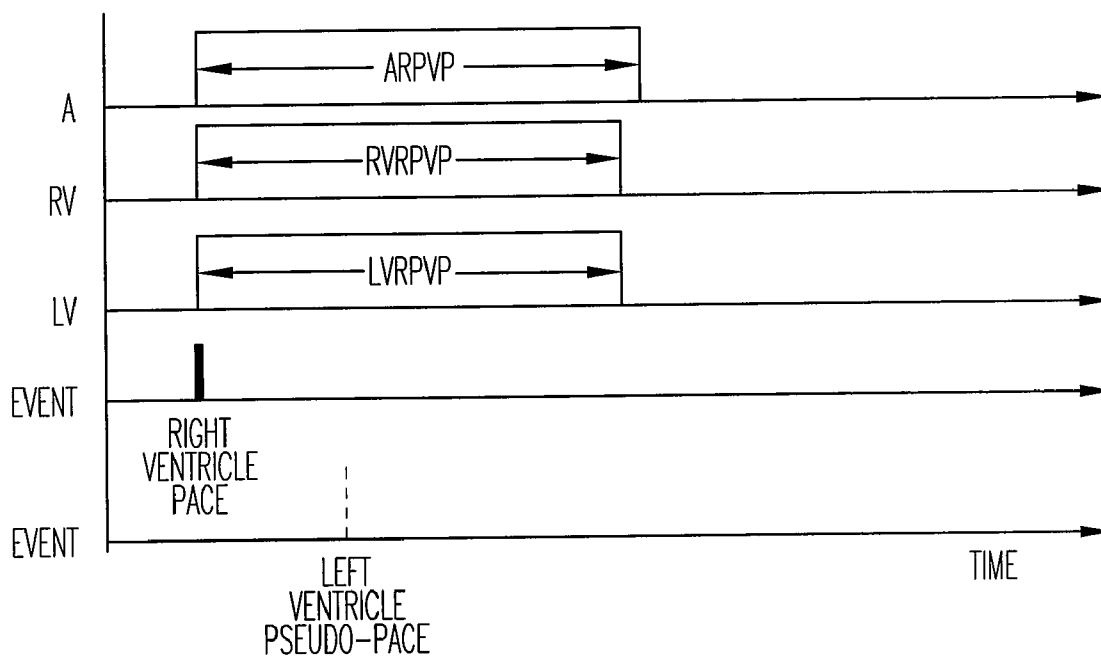 ARPVP
A
RVRPVP
RV
LVRPVP
LV
EVENT
RIGHT
VENTRICLE
PACE
EVENT
TIME
LEFT
VENTRICLE
PSEUDO-PACE